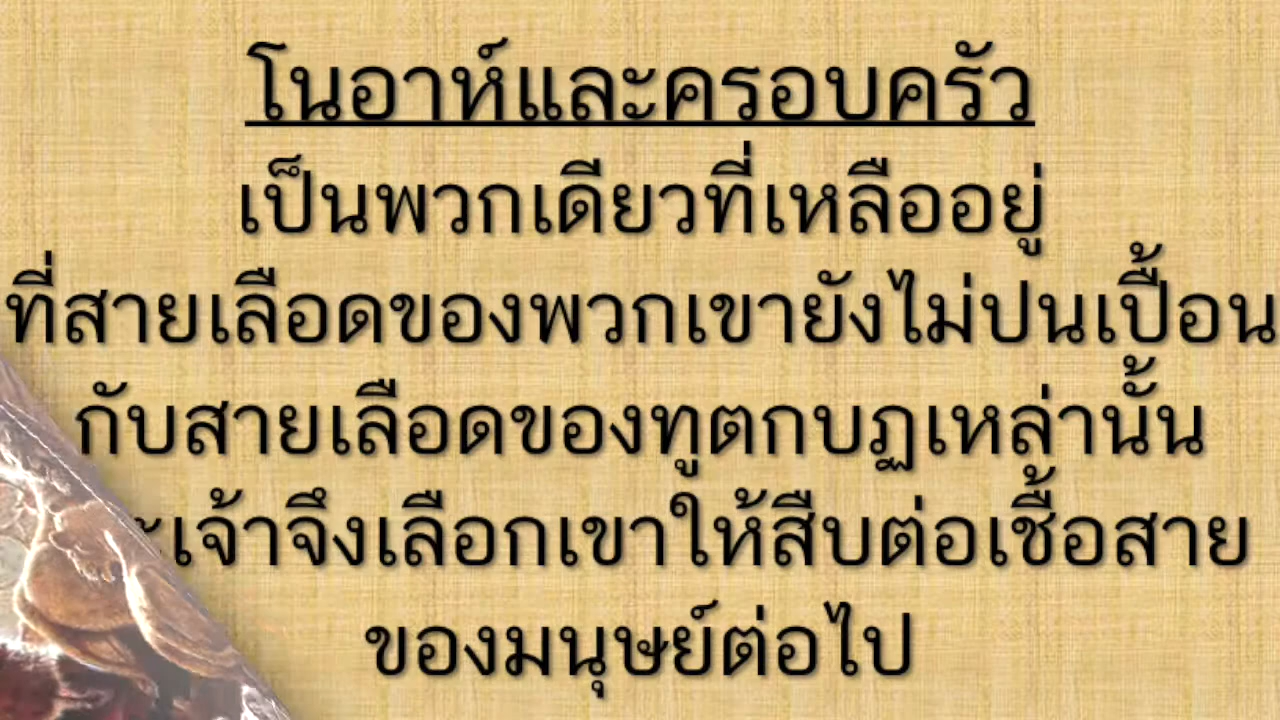 โนอาห์และครอบครัว
เป็นพวกเดียวที่เหลืออยู่
ที่สายเลือดของพวกเขายังไม่ปนเปื้อน
กับสายเลือดของทูตกบฏเหล่านั้น
ะเจ้าจึงเลือกเขาให้สืบต่อเชื้อสาย
ของมนุษย์ต่อไป